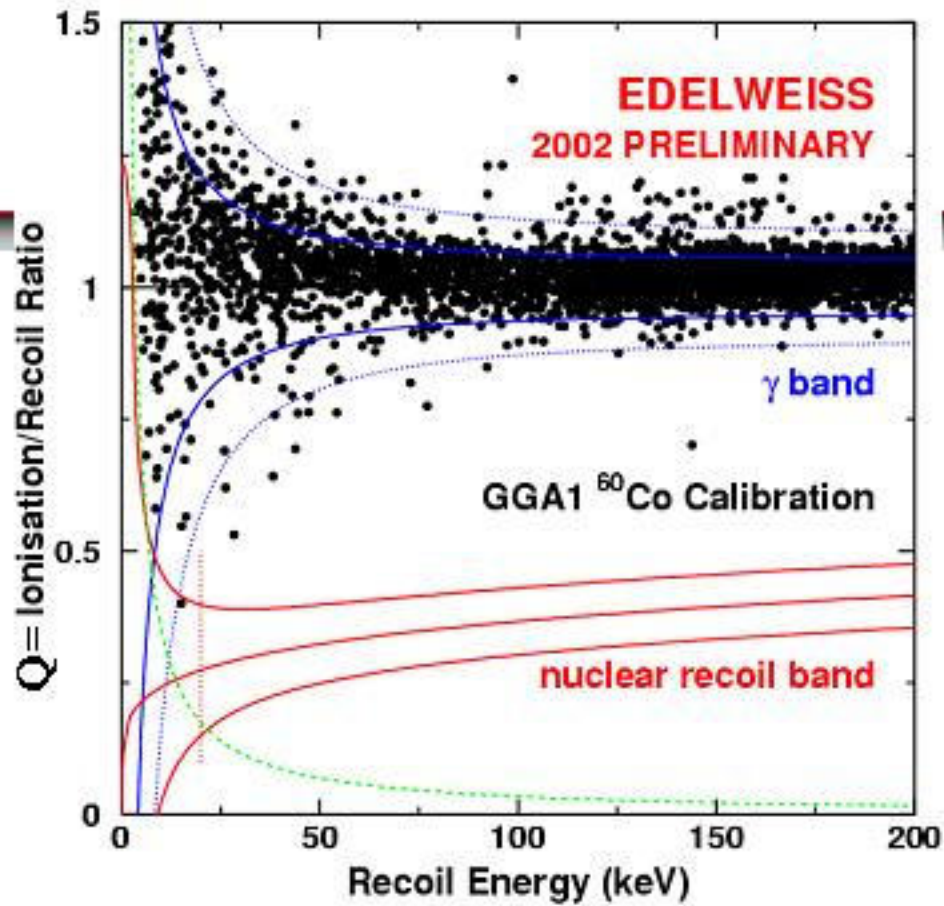 EDELWEISS
2002 PRELIMINARY
γ band
GGA1 ⁶⁰Co Calibration
nuclear recoil band
Q= Ionisation/Recoil Ratio
1.5
1
0.5
0
0 50 100 150 200
Recoil Energy (keV)